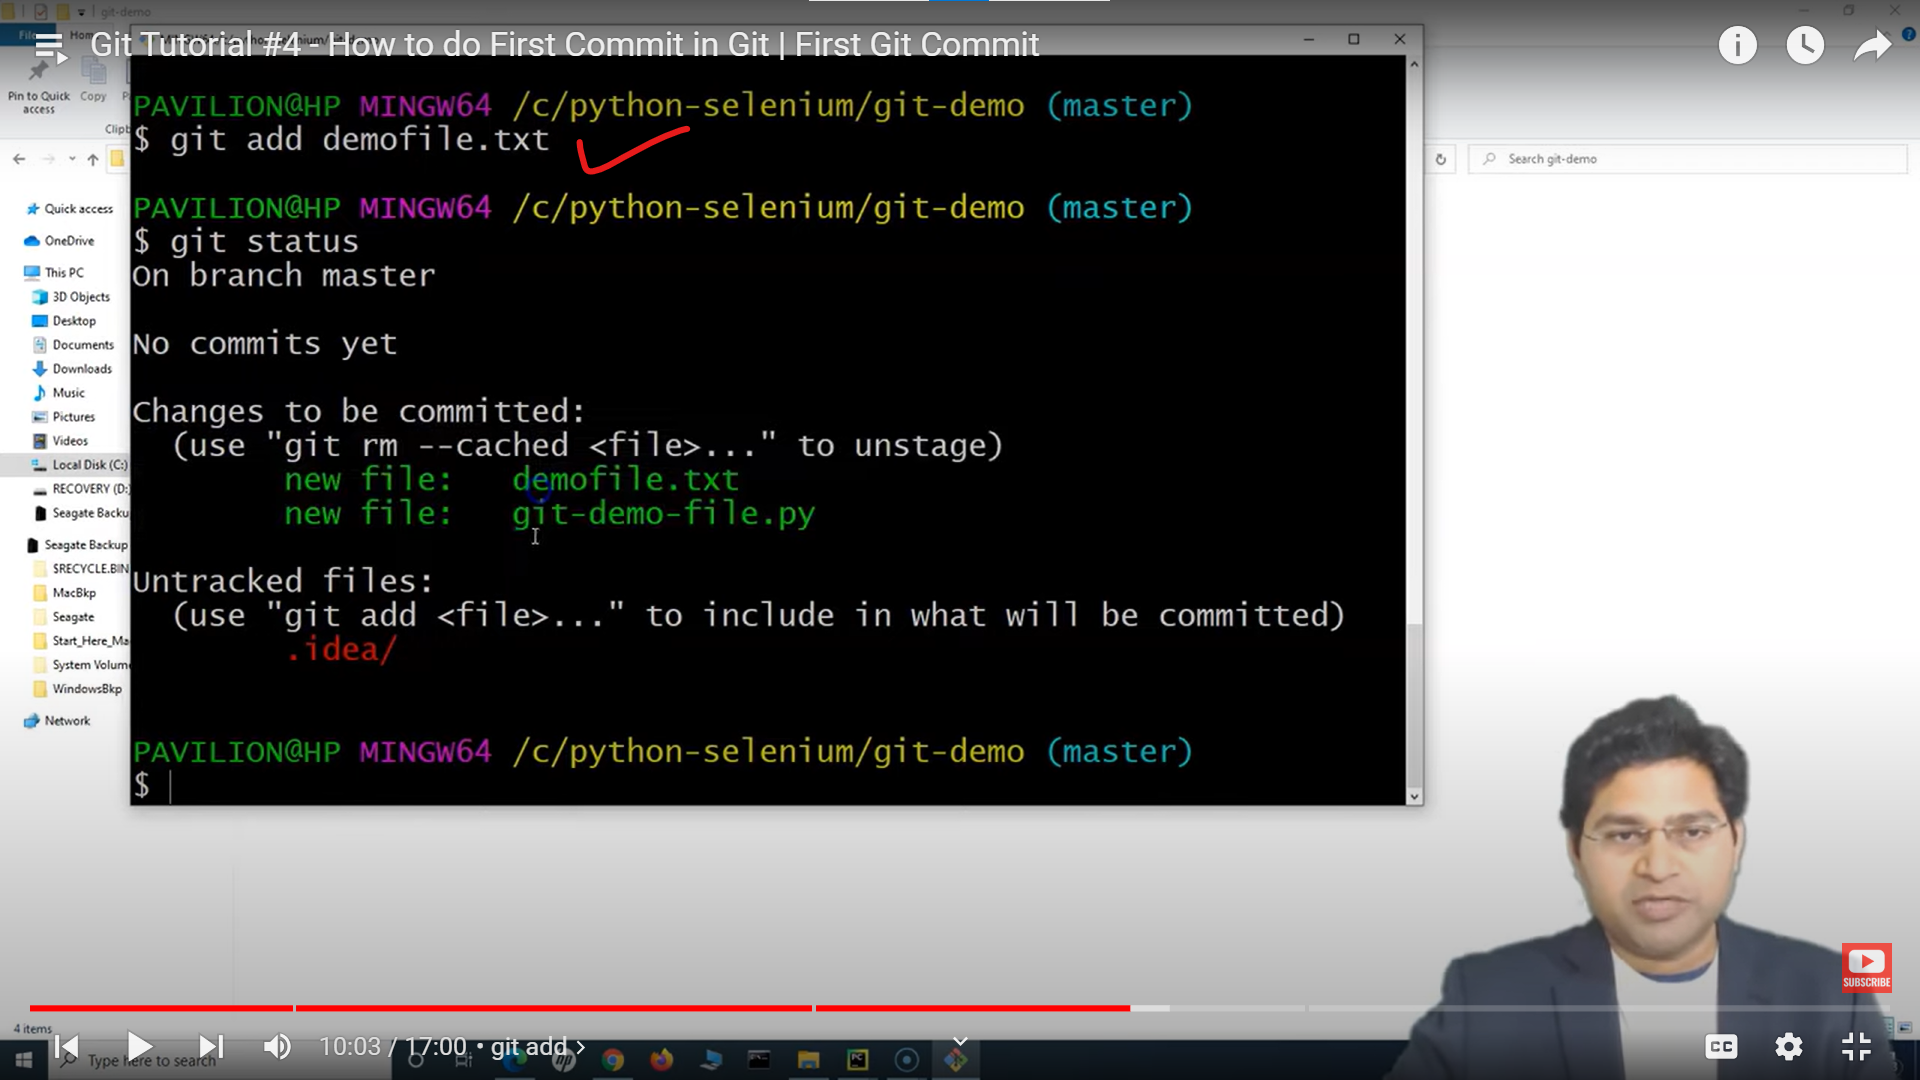 git-demo
Git Tutorial #4 - How to do First Commit in Git | First Git Commit
Pin to Quick access
Copy
PAVILION@HP MINGW64 /c/python-selenium/git-demo (master)
$ git add demofile.txt
Search git-demo
PAVILION@HP MINGW64 /c/python-selenium/git-demo (master)
$ git status
On branch master
No commits yet
Changes to be committed:
(use "git rm --cached <file>..." to unstage)
new file: demofile.txt
new file: git-demo-file.py
Untracked files:
(use "git add <file>..." to include in what will be committed)
.idea/
PAVILION@HP MINGW64 /c/python-selenium/git-demo (master)
$
Quick access
OneDrive
This PC
3D Objects
Desktop
Documents
Downloads
Music
Pictures
Videos
Local Disk (C:)
RECOVERY (D:
Seagate Backu
Seagate Backup
$RECYCLE.BIN
MacBkp
Seagate
Start_Here_Ma
System Volum
WindowsBkp
Network
SUBSCRIBE
4 items
10:03 / 17:00 • git add >
CC
Type here to search